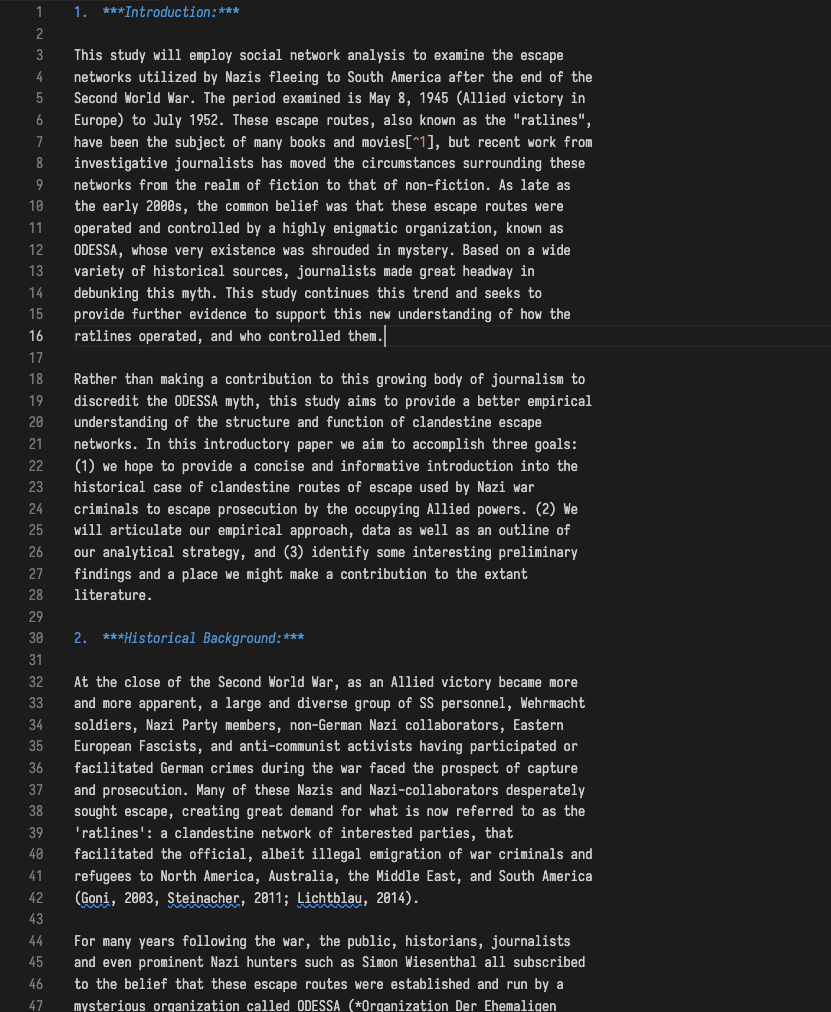 1 1. ***Introduction:***
2
3 This study will employ social network analysis to examine the escape
4 networks utilized by Nazis fleeing to South America after the end of the
5 Second World War. The period examined is May 8, 1945 (Allied victory in
6 Europe) to July 1952. These escape routes, also known as the "ratlines",
7 have been the subject of many books and movies[^1], but recent work from
8 investigative journalists has moved the circumstances surrounding these
9 networks from the realm of fiction to that of non-fiction. As late as
10 the early 2000s, the common belief was that these escape routes were
11 operated and controlled by a highly enigmatic organization, known as
12 ODESSA, whose very existence was shrouded in mystery. Based on a wide
13 variety of historical sources, journalists made great headway in
14 debunking this myth. This study continues this trend and seeks to
15 provide further evidence to support this new understanding of how the
16 ratlines operated, and who controlled them.
17
18 Rather than making a contribution to this growing body of journalism to
19 discredit the ODESSA myth, this study aims to provide a better empirical
20 understanding of the structure and function of clandestine escape
21 networks. In this introductory paper we aim to accomplish three goals:
22 (1) we hope to provide a concise and informative introduction into the
23 historical case of clandestine routes of escape used by Nazi war
24 criminals to escape prosecution by the occupying Allied powers. (2) We
25 will articulate our empirical approach, data as well as an outline of
26 our analytical strategy, and (3) identify some interesting preliminary
27 findings and a place we might make a contribution to the extant
28 literature.
29
30 2. ***Historical Background:***
31
32 At the close of the Second World War, as an Allied victory became more
33 and more apparent, a large and diverse group of SS personnel, Wehrmacht
34 soldiers, Nazi Party members, non-German Nazi collaborators, Eastern
35 European Fascists, and anti-communist activists having participated or
36 facilitated German crimes during the war faced the prospect of capture
37 and prosecution. Many of these Nazis and Nazi-collaborators desperately
38 sought escape, creating great demand for what is now referred to as the
39 'ratlines': a clandestine network of interested parties, that
40 facilitated the official, albeit illegal emigration of war criminals and
41 refugees to North America, Australia, the Middle East, and South America
42 (Goni, 2003, Steinacher, 2011; Lichtblau, 2014).
43
44 For many years following the war, the public, historians, journalists
45 and even prominent Nazi hunters such as Simon Wiesenthal all subscribed
46 to the belief that these escape routes were established and run by a
47 mysterious organization called ODESSA (*Organization Der Ehemaligen